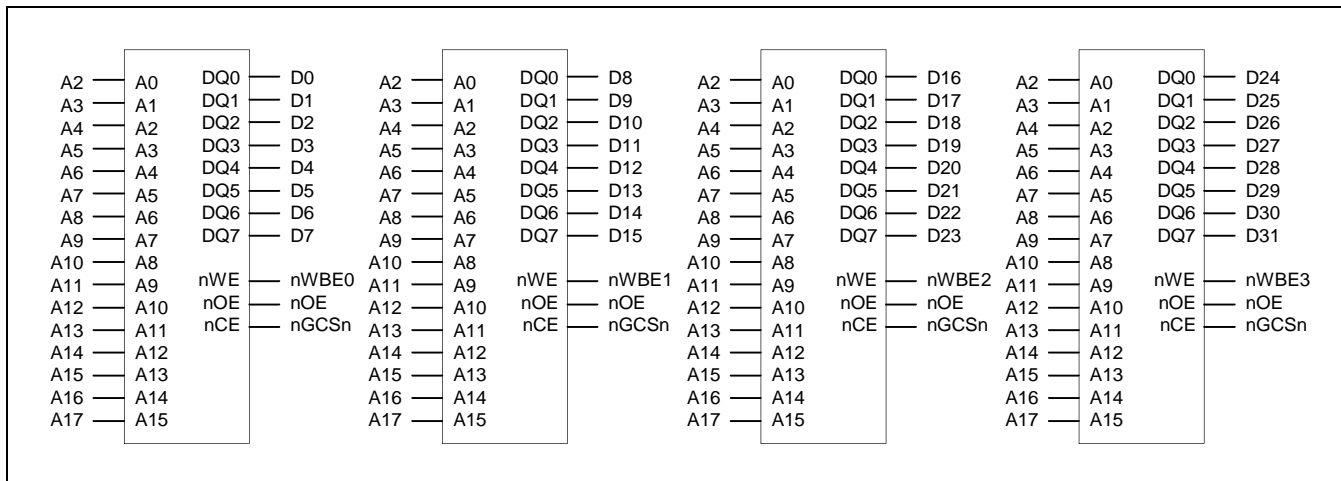 A2 A0 DQ0 D0 A2 A0 DQ0 D8 A2 A0 DQ0 D16 A2 A0 DQ0 D24
A3 A1 DQ1 D1 A3 A1 DQ1 D9 A3 A1 DQ1 D17 A3 A1 DQ1 D25
A4 A2 DQ2 D2 A4 A2 DQ2 D10 A4 A2 DQ2 D18 A4 A2 DQ2 D26
A5 A3 DQ3 D3 A5 A3 DQ3 D11 A5 A3 DQ3 D19 A5 A3 DQ3 D27
A6 A4 DQ4 D4 A6 A4 DQ4 D12 A6 A4 DQ4 D20 A6 A4 DQ4 D28
A7 A5 DQ5 D5 A7 A5 DQ5 D13 A7 A5 DQ5 D21 A7 A5 DQ5 D29
A8 A6 DQ6 D6 A8 A6 DQ6 D14 A8 A6 DQ6 D22 A8 A6 DQ6 D30
A9 A7 DQ7 D7 A9 A7 DQ7 D15 A9 A7 DQ7 D23 A9 A7 DQ7 D31
A10 A8 A10 A8 A10 A8 A10 A8
A11 A9 nWE nWBE0 A11 A9 nWE nWBE1 A11 A9 nWE nWBE2 A11 A9 nWE nWBE3
A12 A10 nOE nOE A12 A10 nOE nOE A12 A10 nOE nOE A12 A10 nOE nOE
A13 A11 nCE nGCSn A13 A11 nCE nGCSn A13 A11 nCE nGCSn A13 A11 nCE nGCSn
A14 A12 A14 A12 A14 A12 A14 A12
A15 A13 A15 A13 A15 A13 A15 A13
A16 A14 A16 A14 A16 A14 A16 A14
A17 A15 A17 A15 A17 A15 A17 A15